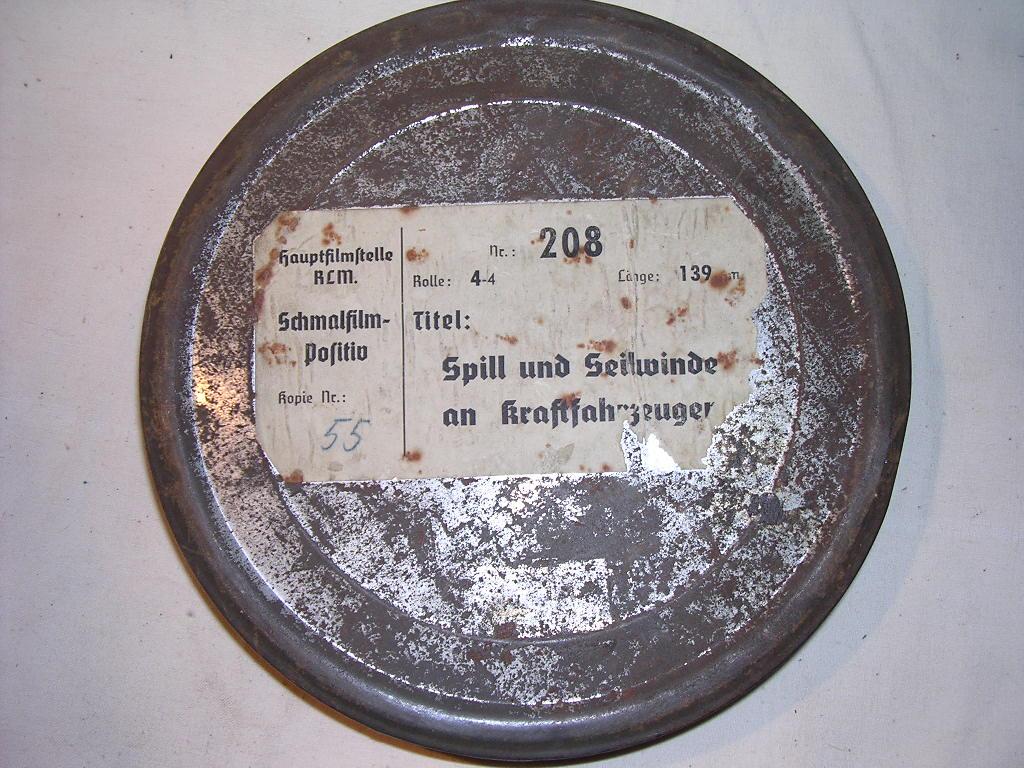 Hauptfilmstelle
RLM.
Schmalfilm-
Positiv
Kopie Nr.:
55
Nr.: 208
Rolle: 4-4 Länge: 139 m
Titel:
Spill und Seilwinde
an Kraftfahrzeugen